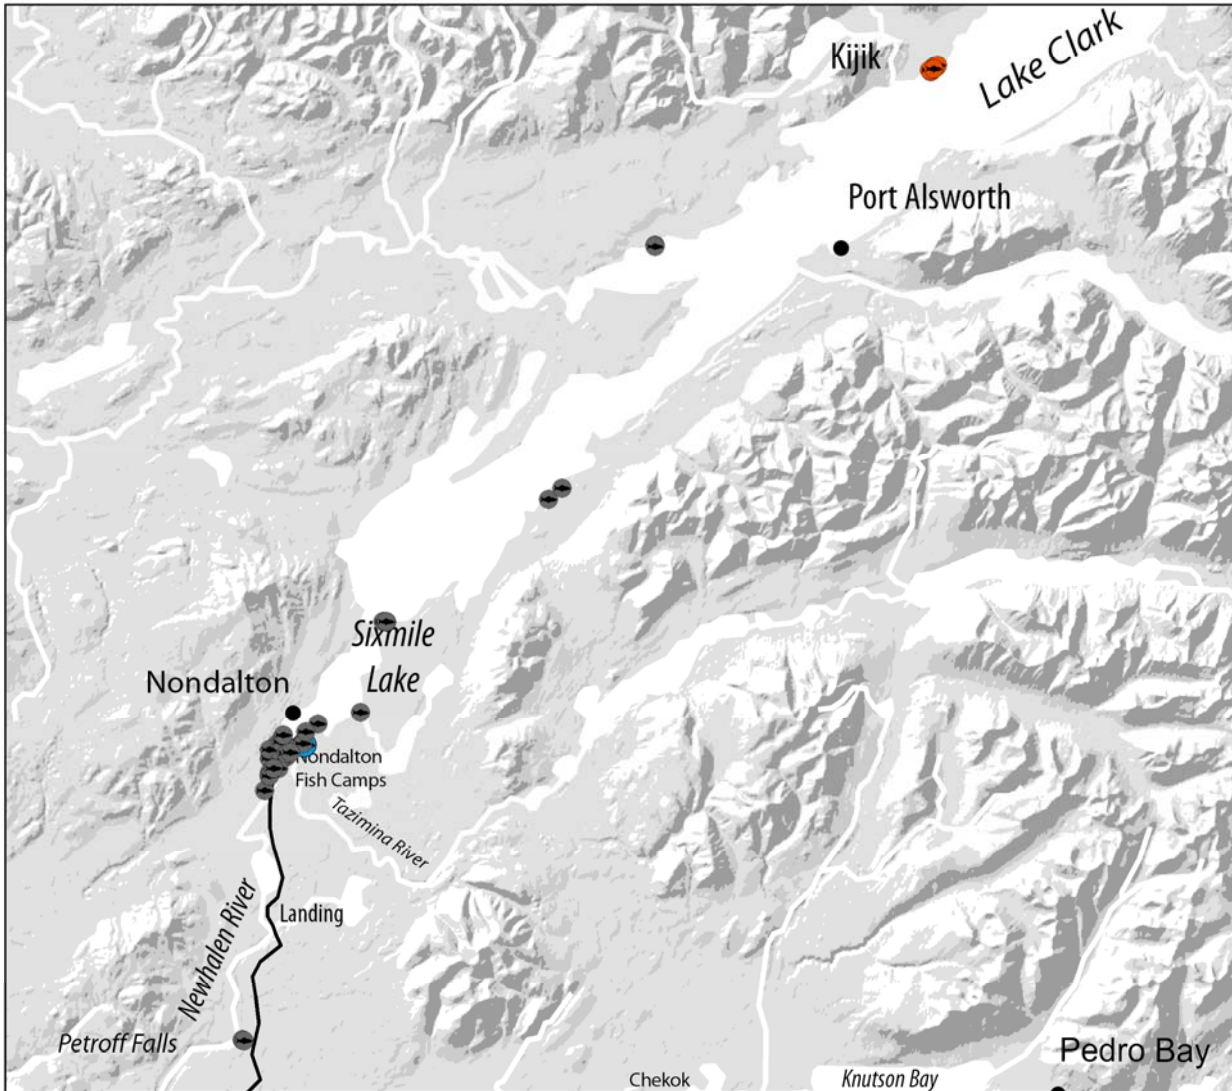 Kijik
Lake Clark
Port Alsworth
Sixmile
Lake
Nondalton
Nondalton
Fish Camps
Tazimina River
Landing
Newhalen River
Petroff Falls
Pedro Bay
Chekok
Knutson Bay